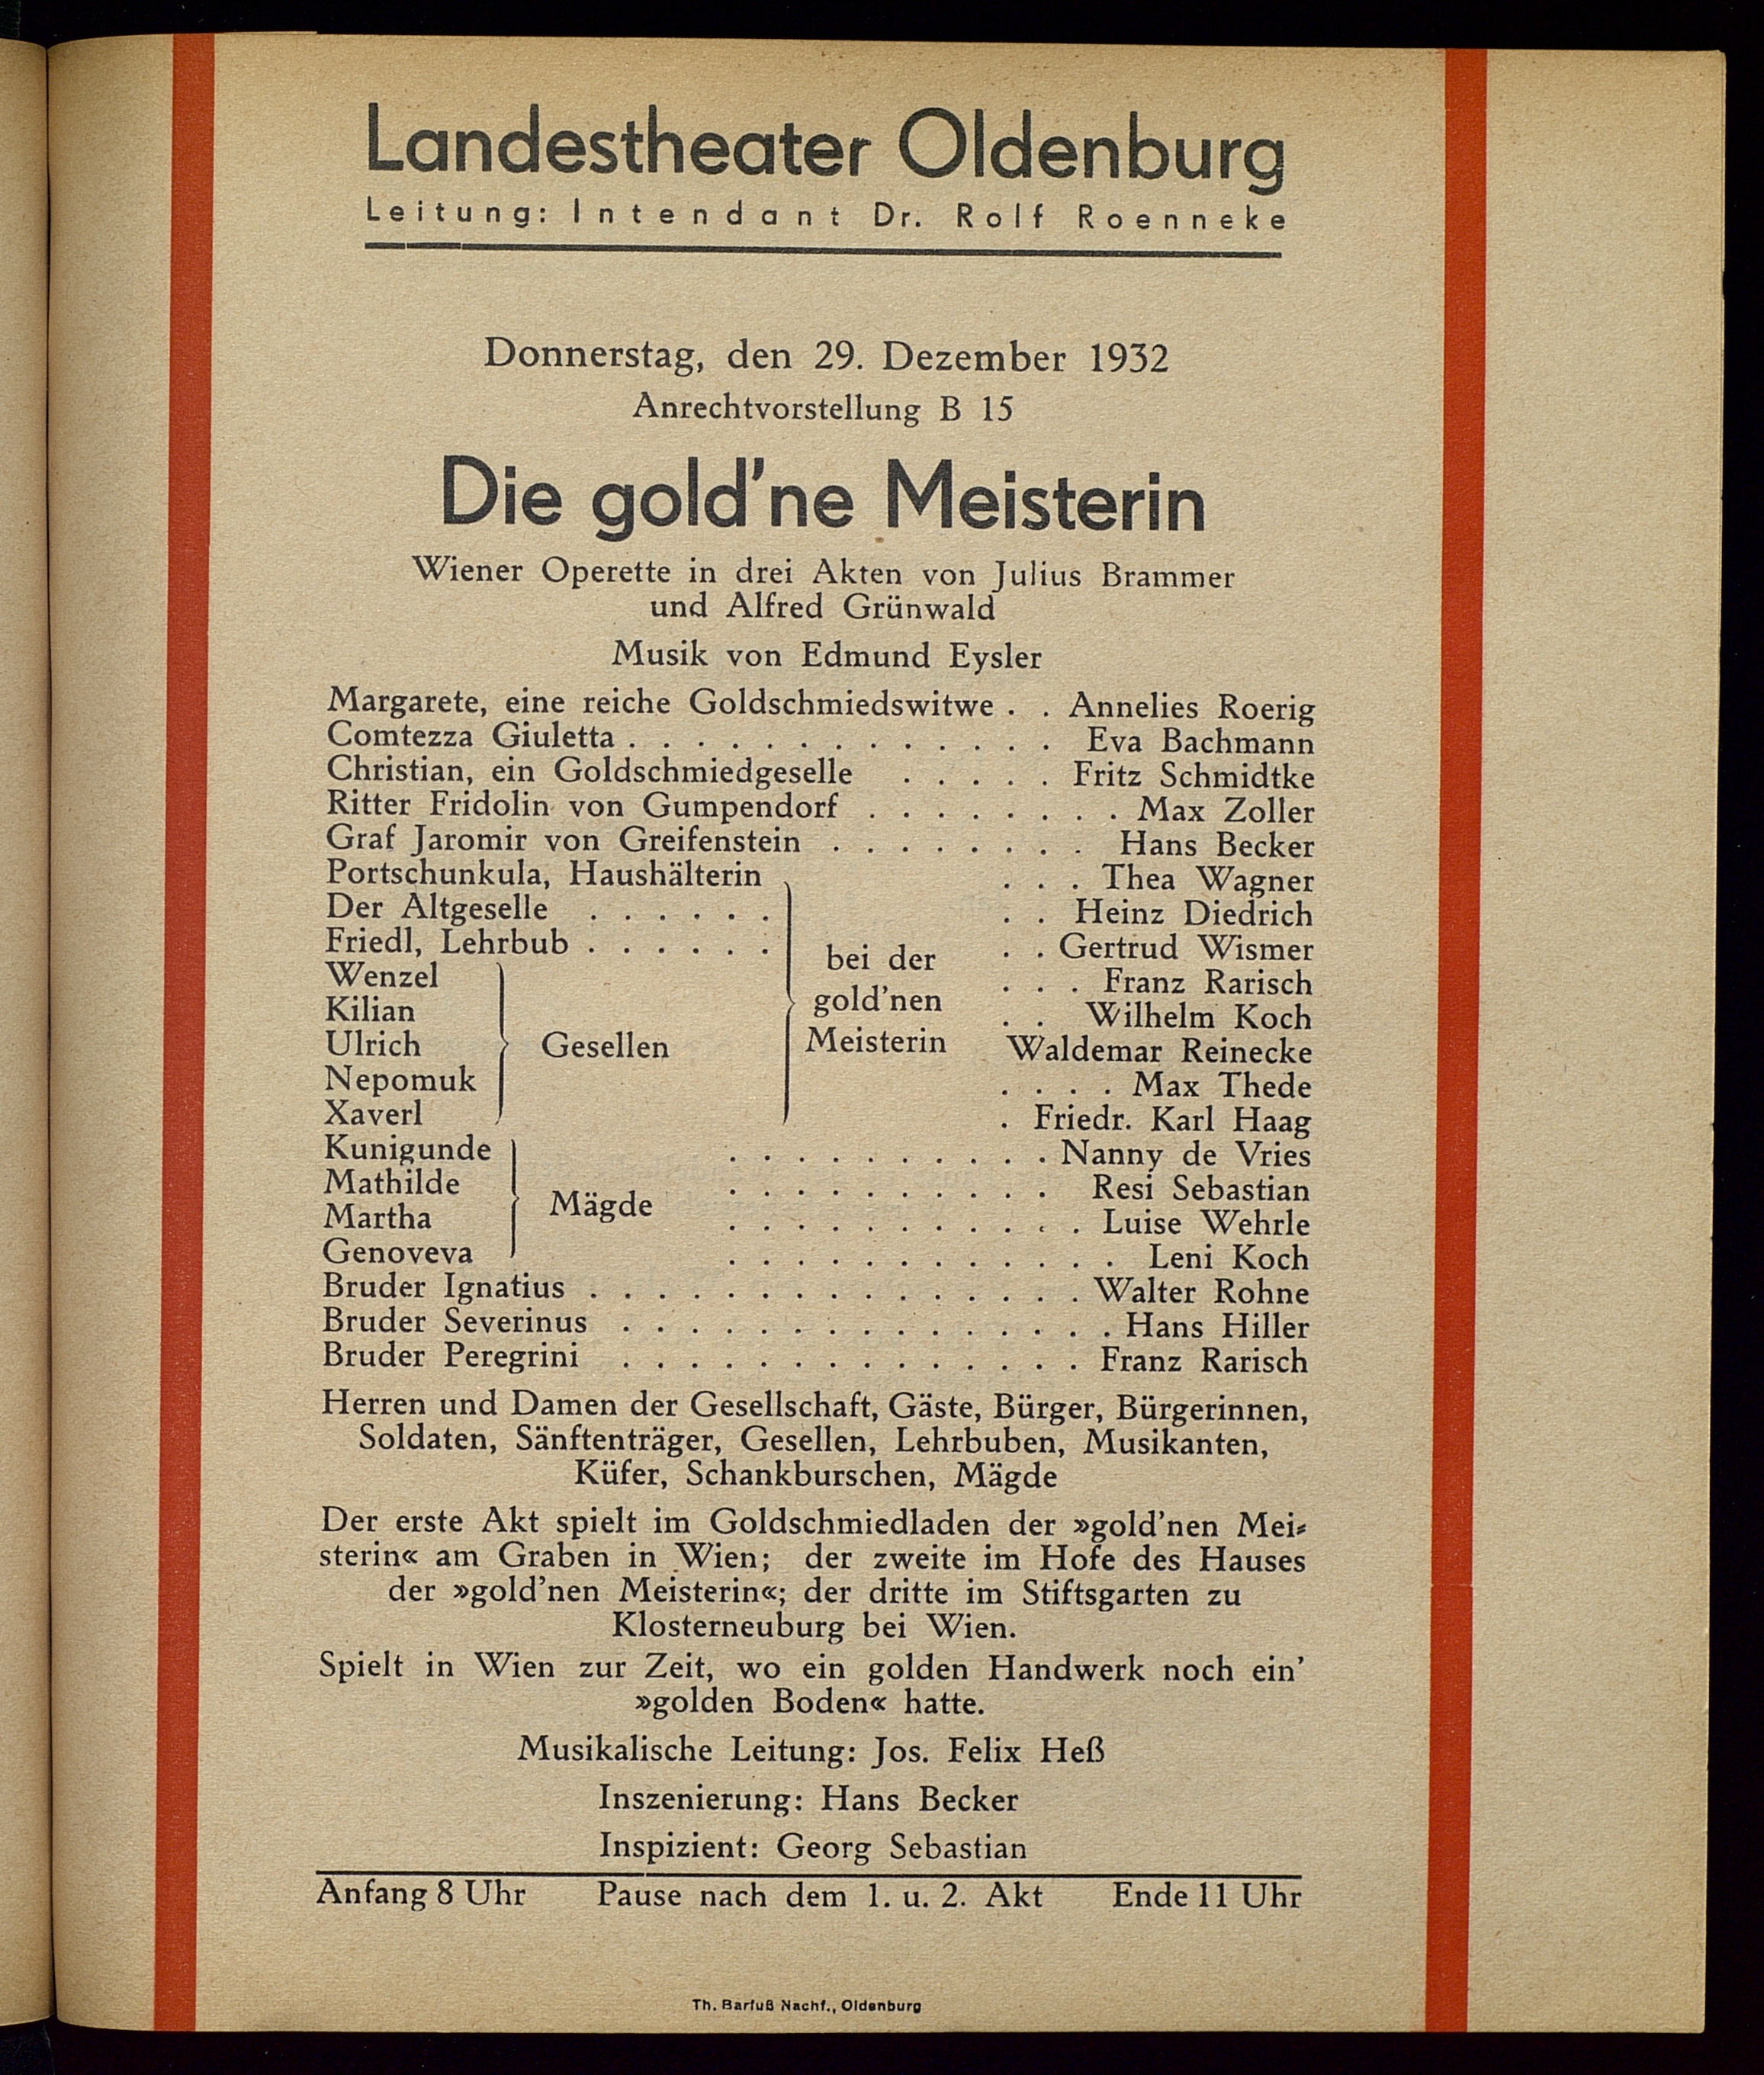 Landestheater Oldenburg
Leitung: Intendant Dr. Rolf Roenneke
Donnerstag, den 29. Dezember 1932
Anrechtvorstellung B 15
Die gold'ne Meisterin
Wiener Operette in drei Akten von Julius Brammer
und Alfred Grünwald
Musik von Edmund Eysler
Margarete, eine reiche Goldschmiedswitwe . . Annelies Roerig
Comtezza Giuletta . . . . . . . . . . . . . Eva Bachmann
Christian, ein Goldschmiedgeselle . . . . . Fritz Schmidtke
Ritter Fridolin von Gumpendorf . . . . . . . . Max Zoller
Graf Jaromir von Greifenstein . . . . . . . . Hans Becker
Portschunkula, Haushälterin . . . Thea Wagner
Der Altgeselle . . . . . . . . Heinz Diedrich
Friedl, Lehrbub . . . . . . bei der . . Gertrud Wismer
Wenzel . . . Franz Rarisch
Kilian gold'nen . . Wilhelm Koch
Ulrich Gesellen Meisterin Waldemar Reinecke
Nepomuk . . . . Max Thede
Xaverl . Friedr. Karl Haag
Kunigunde . . . . . . . . . . Nanny de Vries
Mathilde . . . . . . . . . . Resi Sebastian
Mägde
Martha . . . . . . . . . . . Luise Wehrle
Genoveva . . . . . . . . . . . . Leni Koch
Bruder Ignatius . . . . . . . . . . . . . . . Walter Rohne
Bruder Severinus . . . . . . . . . . . . . . . Hans Hiller
Bruder Peregrini . . . . . . . . . . . . . . Franz Rarisch
Herren und Damen der Gesellschaft, Gäste, Bürger, Bürgerinnen,
Soldaten, Sänftenträger, Gesellen, Lehrbuben, Musikanten,
Küfer, Schankburschen, Mägde
Der erste Akt spielt im Goldschmiedladen der »gold'nen Mei-
sterin« am Graben in Wien; der zweite im Hofe des Hauses
der »gold'nen Meisterin«; der dritte im Stiftsgarten zu
Klosterneuburg bei Wien.
Spielt in Wien zur Zeit, wo ein golden Handwerk noch ein'
»golden Boden« hatte.
Musikalische Leitung: Jos. Felix Heß
Inszenierung: Hans Becker
Inspizient: Georg Sebastian
Anfang 8 Uhr Pause nach dem 1. u. 2. Akt Ende 11 Uhr
Th. Barfuß Nachf., Oldenburg